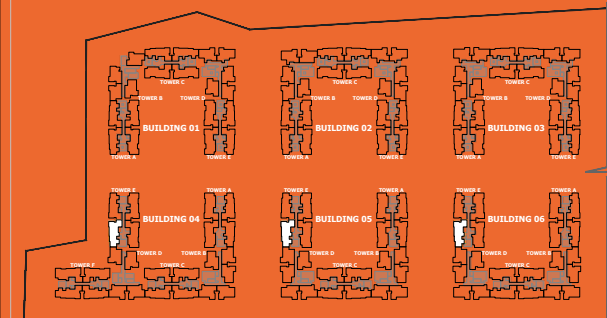 TOWER C TOWER C TOWER C
TOWER B TOWER D TOWER B TOWER D TOWER B TOWER D
BUILDING 01 BUILDING 02 BUILDING 03
TOWER A TOWER E TOWER A TOWER E TOWER A TOWER E
TOWER E TOWER A TOWER E TOWER A TOWER E TOWER A
BUILDING 04 BUILDING 05 BUILDING 06
TOWER D TOWER B TOWER D TOWER B TOWER D TOWER B
TOWER F TOWER C TOWER C TOWER C